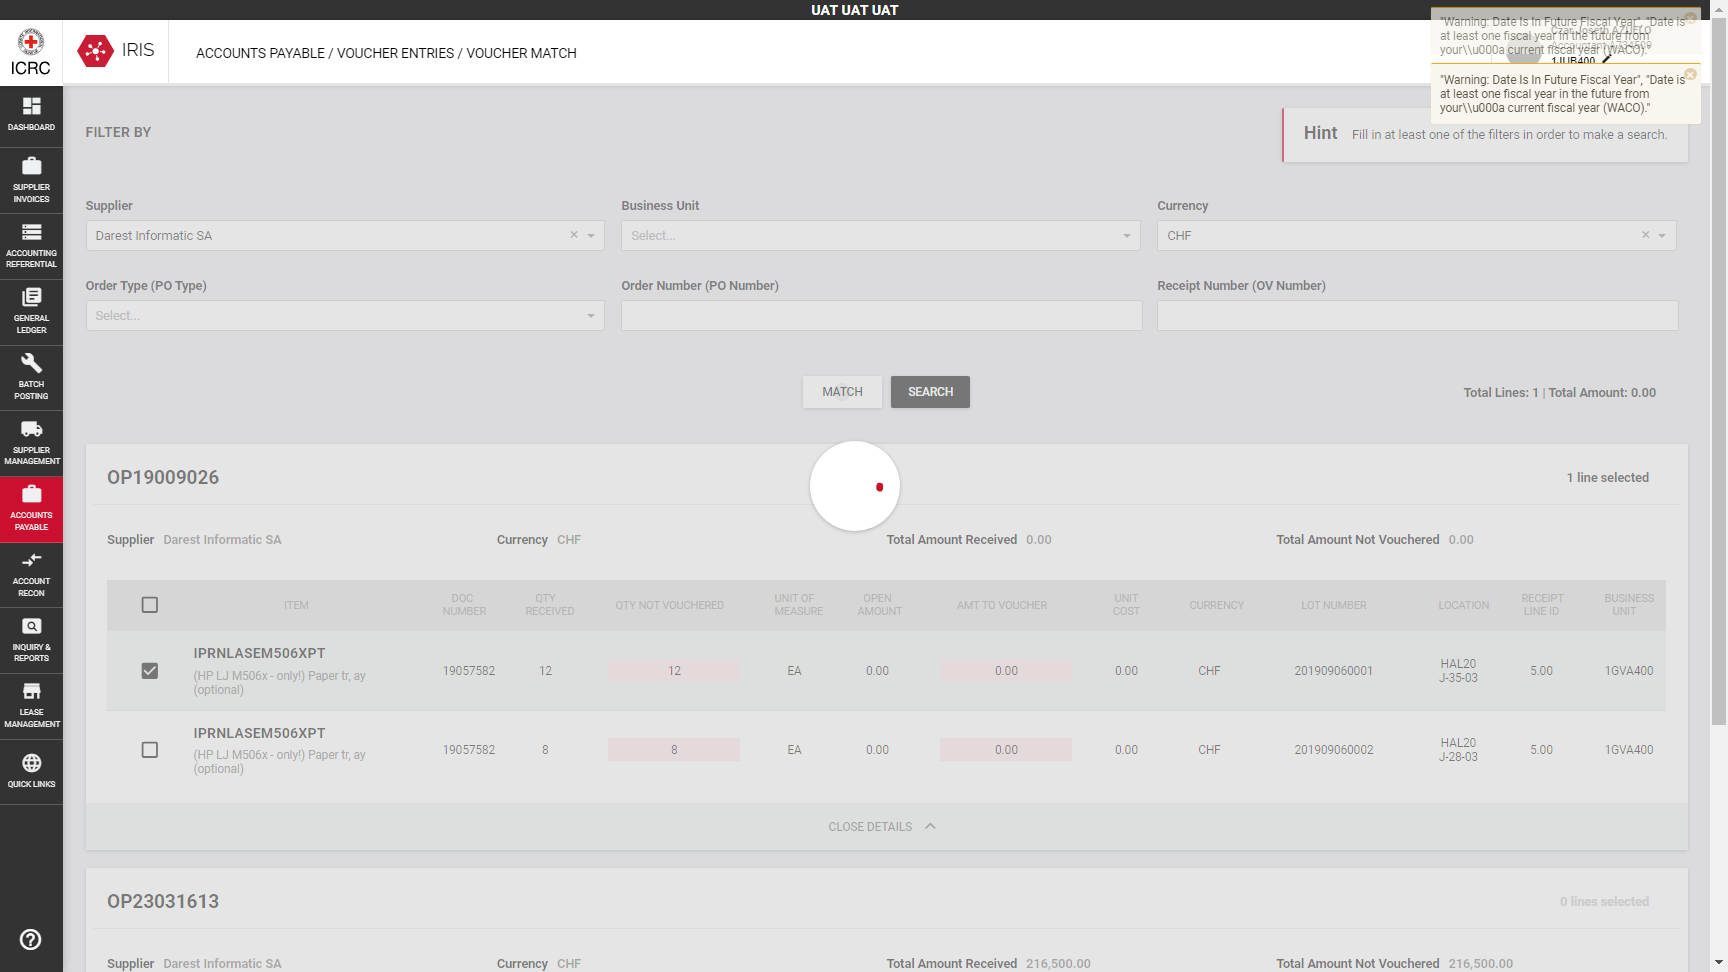 UAT UAT UAT
ICRC
IRIS
ACCOUNTS PAYABLE / VOUCHER ENTRIES / VOUCHER MATCH
"Warning: Date Is In Future Fiscal Year", "Date is
at least one fiscal year in the future from
your\\u000a current fiscal year (WACO)."
1JUB400
"Warning: Date Is In Future Fiscal Year", "Date is
at least one fiscal year in the future from
your\\u000a current fiscal year (WACO)."
DASHBOARD
SUPPLIER
INVOICES
ACCOUNTING
REFERENTIAL
GENERAL
LEDGER
BATCH
POSTING
SUPPLIER
MANAGEMENT
ACCOUNTS
PAYABLE
ACCOUNT
RECON
INQUIRY &
REPORTS
LEASE
MANAGEMENT
QUICK LINKS
FILTER BY
Hint Fill in at least one of the filters in order to make a search.
Supplier Business Unit Currency
Darest Informatic SA Select... CHF
Order Type (PO Type) Order Number (PO Number) Receipt Number (OV Number)
Select...
MATCH SEARCH Total Lines: 1 | Total Amount: 0.00
OP19009026 1 line selected
Supplier Darest Informatic SA Currency CHF Total Amount Received 0.00 Total Amount Not Vouchered 0.00
ITEM DOC NUMBER QTY RECEIVED QTY NOT VOUCHERED UNIT OF MEASURE OPEN AMOUNT AMT TO VOUCHER UNIT COST CURRENCY LOT NUMBER LOCATION RECEIPT LINE ID BUSINESS UNIT
IPRNLASEM506XPT
(HP LJ M506x - only!) Paper tr, ay
(optional)
19057582 12 12 EA 0.00 0.00 0.00 CHF 201909060001 HAL20 J-35-03 5.00 1GVA400
IPRNLASEM506XPT
(HP LJ M506x - only!) Paper tr, ay
(optional)
19057582 8 8 EA 0.00 0.00 0.00 CHF 201909060002 HAL20 J-28-03 5.00 1GVA400
CLOSE DETAILS
OP23031613 0 lines selected
Supplier Darest Informatic SA Currency CHF Total Amount Received 216,500.00 Total Amount Not Vouchered 216,500.00